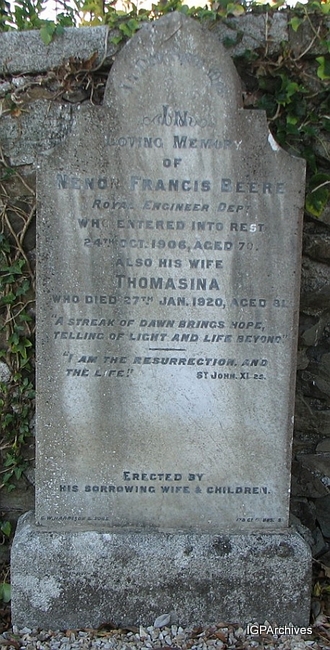 IN
LOVING MEMORY
OF
NENON FRANCIS BEERE
ROYAL ENGINEER DEPT
WHO ENTERED INTO REST
24TH OCT. 1906, AGED 70.
ALSO HIS WIFE
THOMASINA
WHO DIED 27TH JAN. 1920, AGED 81.
"A STREAK OF DAWN BRINGS HOPE,
TELLING OF LIGHT AND LIFE BEYOND"
"I AM THE RESURRECTION, AND
THE LIFE." ST JOHN. XI. 25.
ERECTED BY
HIS SORROWING WIFE & CHILDREN.
HARRISON & SONS
IGPArchives